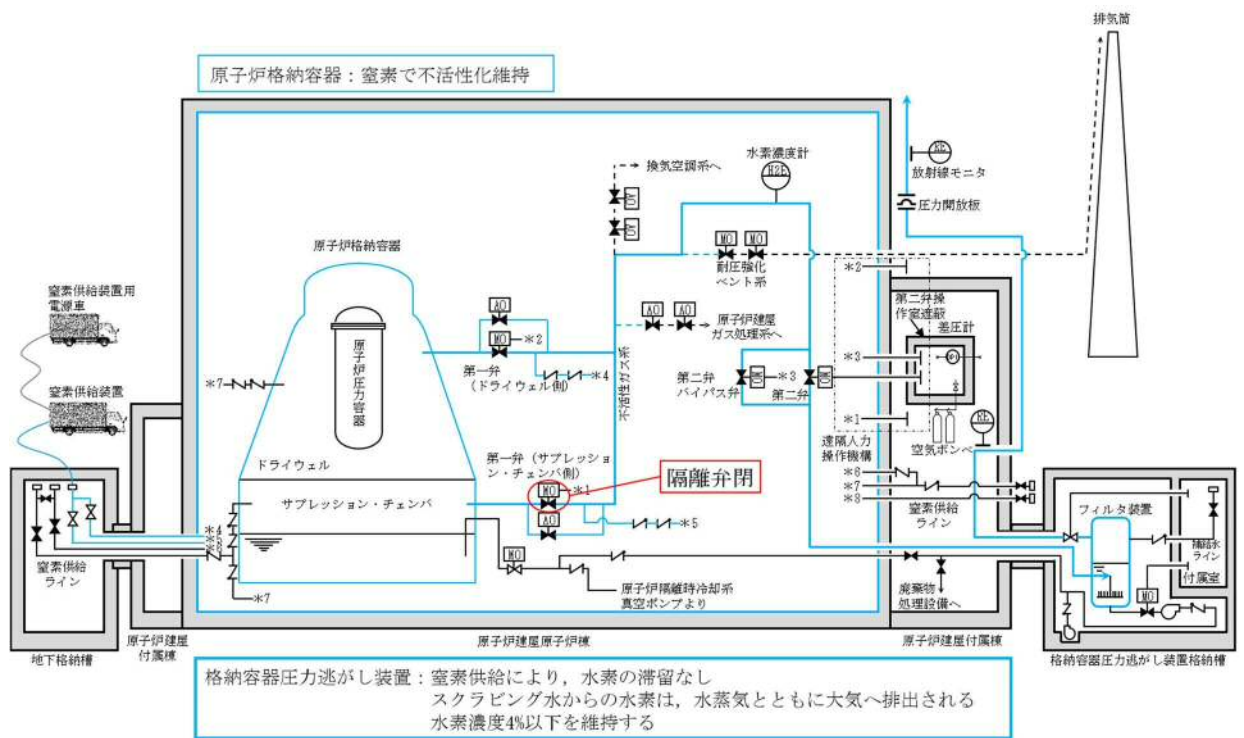 排気筒
原子炉格納容器：窒素で不活性化維持
水素濃度計
H2E
換気空調系へ
AO
AO
RE
放射線モニタ
圧力開放板
原子炉格納容器
MO
MO
耐圧強化
ベント系
*2
窒素供給装置用
電源車
AO
MO
*2
AO
AO
原子炉建屋
ガス処理系へ
第二弁操
作室遮蔽
差圧計
原子炉圧力容器
*4
第一弁
（ドライウェル側）
不活性ガス系
*3
*7
窒素供給装置
第二弁
バイパス弁
MO
*3
第二弁
MO
*1
RE
空気ボンベ
遠隔人力
操作機構
ドライウェル
第一弁（サプレッショ
ン・チェンバ側）
隔離弁閉
MO
*1
*6
*7
*8
サプレッション・チェンバ
AO
*5
窒素供給
ライン
フィルタ装置
*4
窒素供給
ライン
MO
補給水
ライン
付属室
MO
*7
原子炉隔離時冷却系
真空ポンプより
廃棄物
処理設備へ
地下格納槽
原子炉建屋
付属棟
原子炉建屋原子炉棟
原子炉建屋付属棟
格納容器圧力逃がし装置格納槽
格納容器圧力逃がし装置：窒素供給により，水素の滞留なし
スクラビング水からの水素は，水蒸気とともに大気へ排出される
水素濃度4%以下を維持する